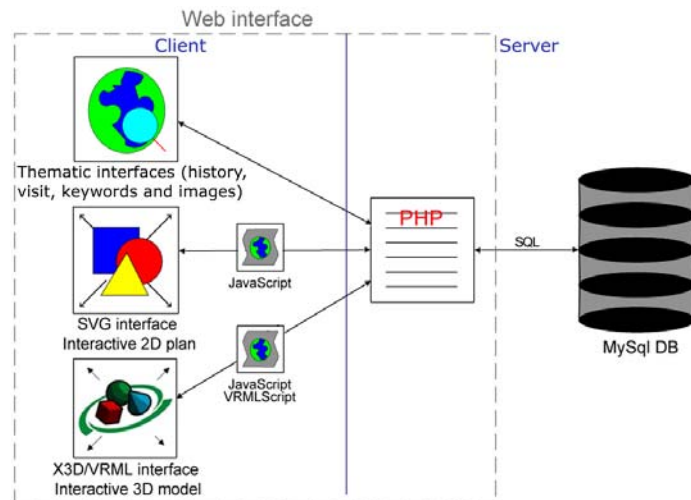 Web interface
Client
Server
Thematic interfaces (history,
visit, keywords and images)
PHP
SQL
JavaScript
SVG interface
Interactive 2D plan
MySql DB
JavaScript
VRMLScript
X3D/VRML interface
Interactive 3D model